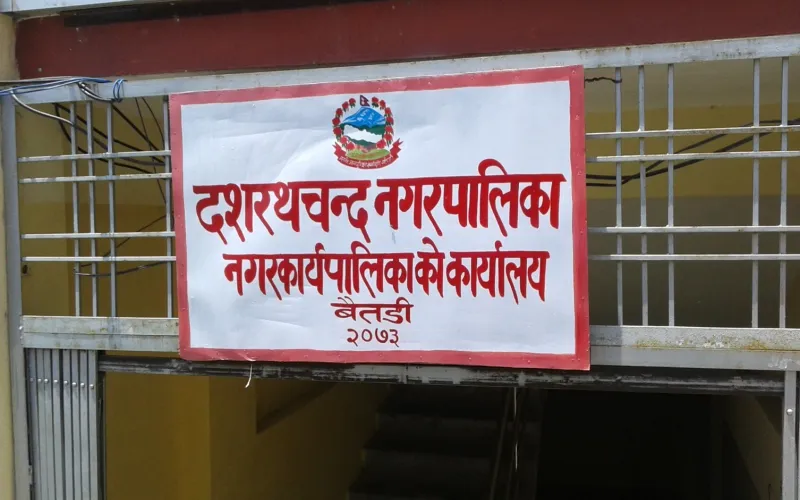 दशरथचन्द नगरपालिका
नगरकार्यपालिकाको कार्यालय
बैतडी
२०७३